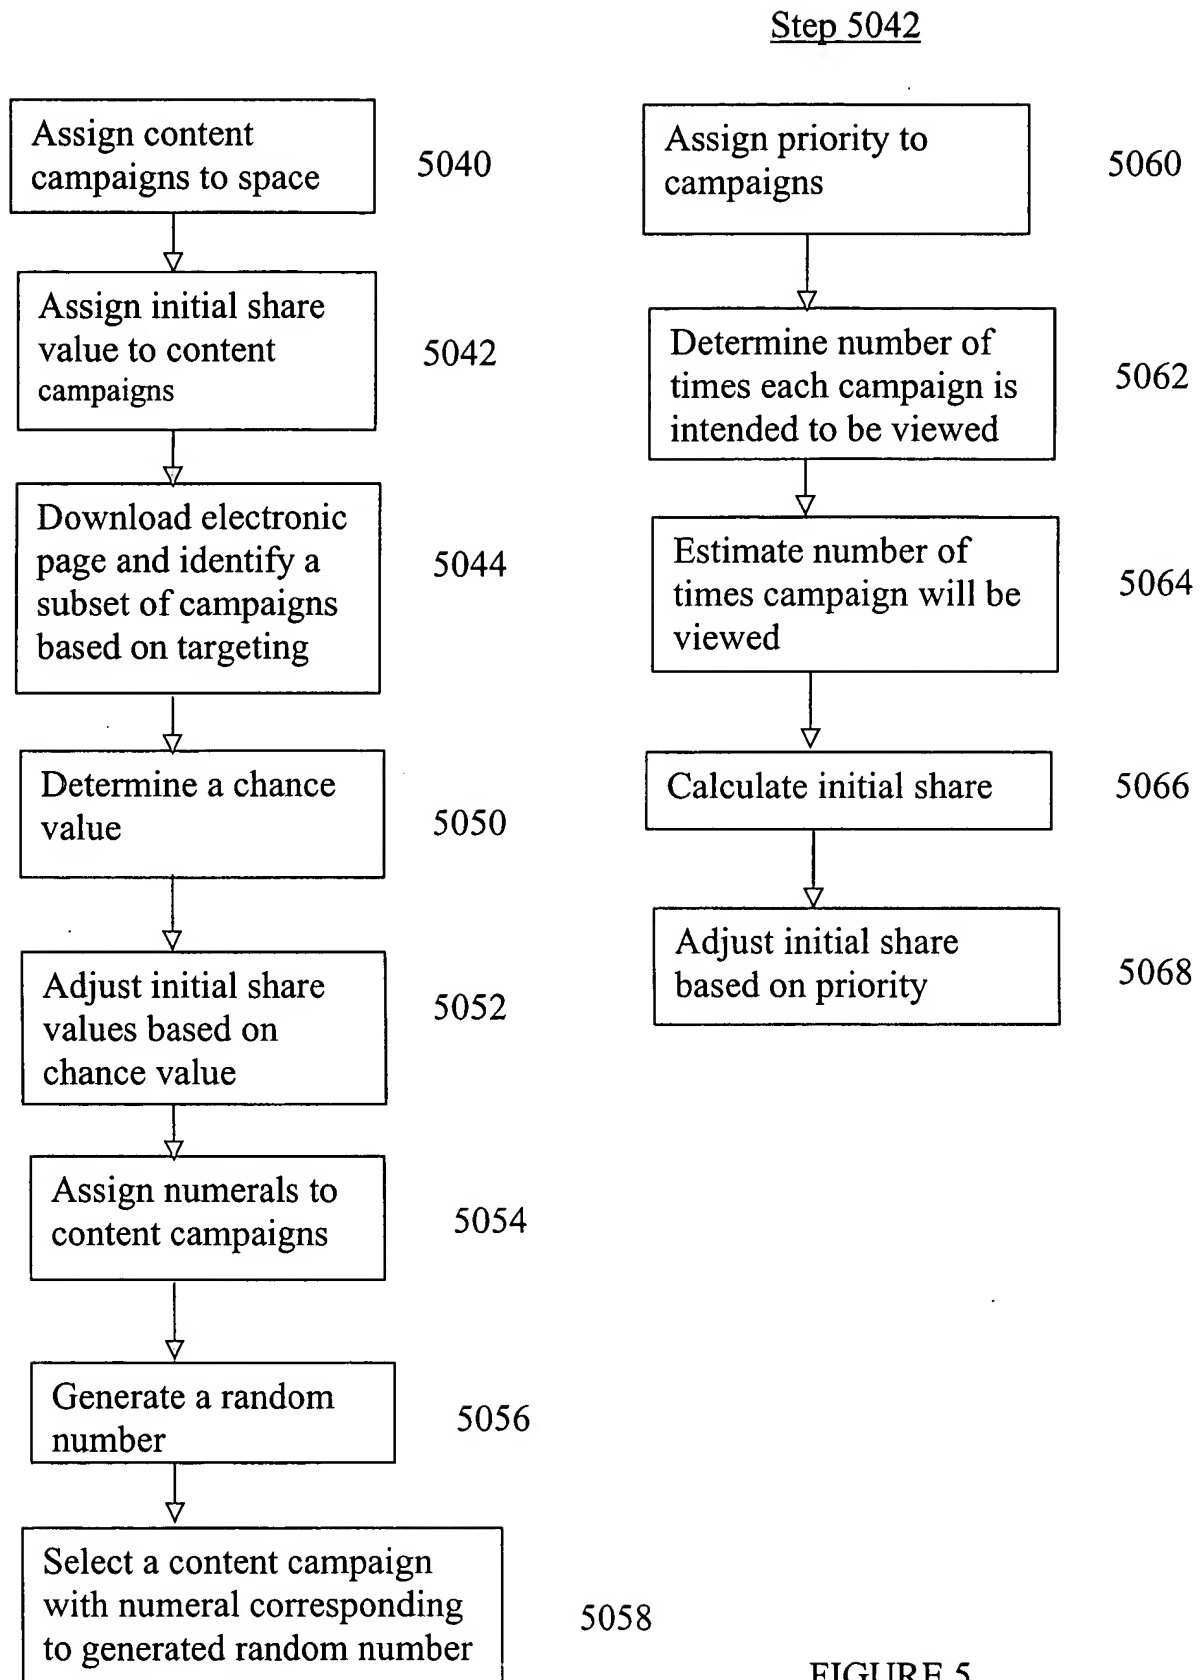 Step 5042
Assign content
campaigns to space
5040
Assign initial share
value to content
campaigns
5042
Download electronic
page and identify a
subset of campaigns
based on targeting
5044
Determine a chance
value
5050
Adjust initial share
values based on
chance value
5052
Assign numerals to
content campaigns
5054
Generate a random
number
5056
Select a content campaign
with numeral corresponding
to generated random number
5058
Assign priority to
campaigns
5060
Determine number of
times each campaign is
intended to be viewed
5062
Estimate number of
times campaign will be
viewed
5064
Calculate initial share
5066
Adjust initial share
based on priority
5068
FIGURE 5